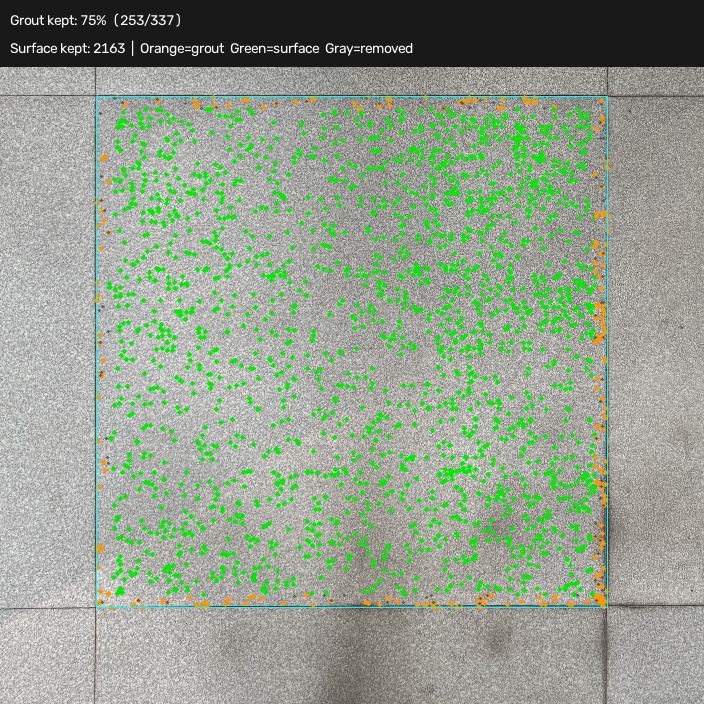 Grout kept: 75% (253/337)
Surface kept: 2163 | Orange=grout Green=surface Gray=removed